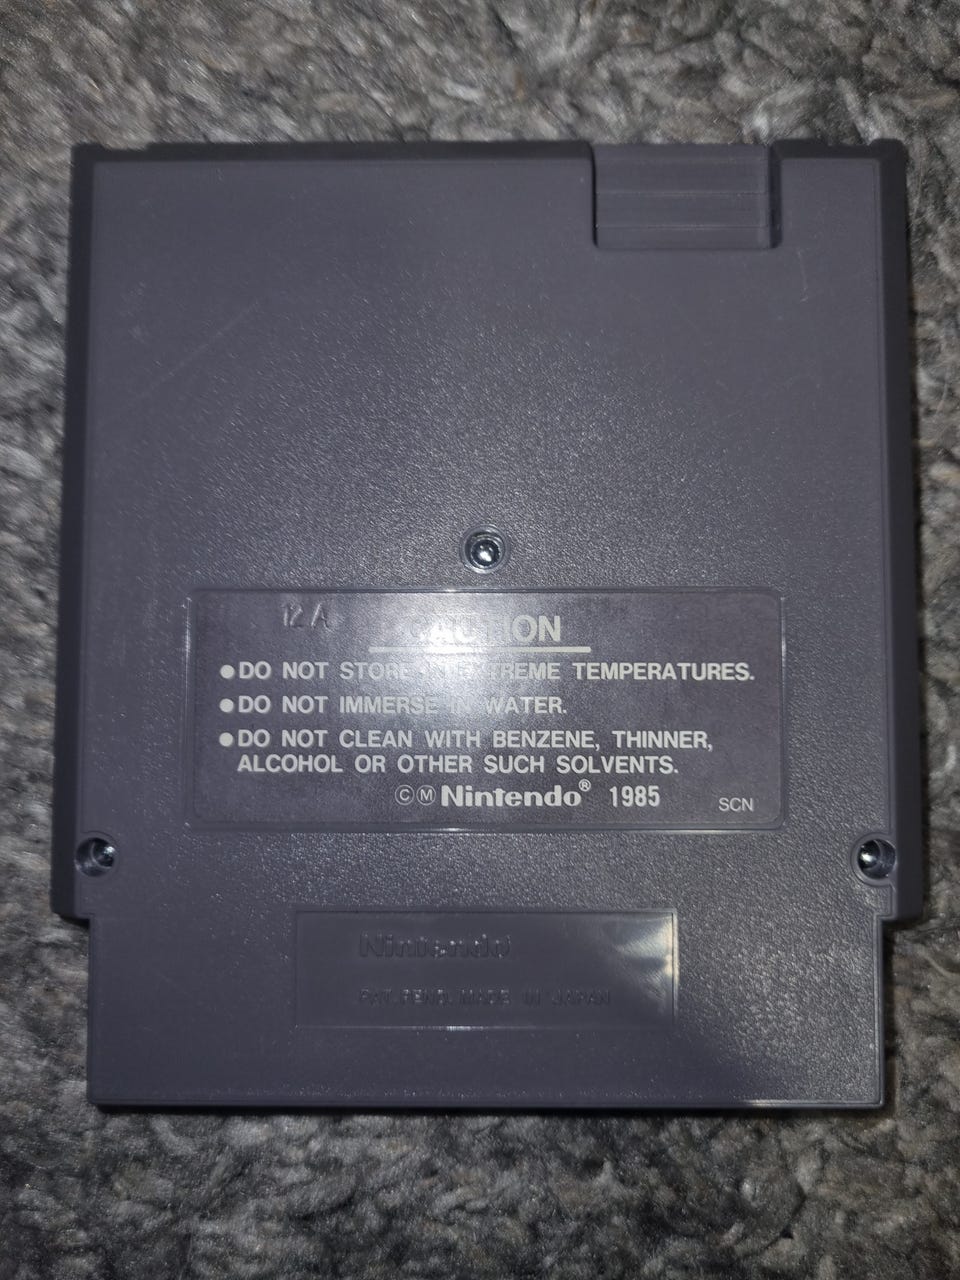 12 A
CAUTION
●DO NOT STORE IN EXTREME TEMPERATURES.
●DO NOT IMMERSE IN WATER.
●DO NOT CLEAN WITH BENZENE, THINNER,
ALCOHOL OR OTHER SUCH SOLVENTS.
©Ⓜ Nintendo® 1985 SCN
Nintendo
PAT. PEND. MADE IN JAPAN